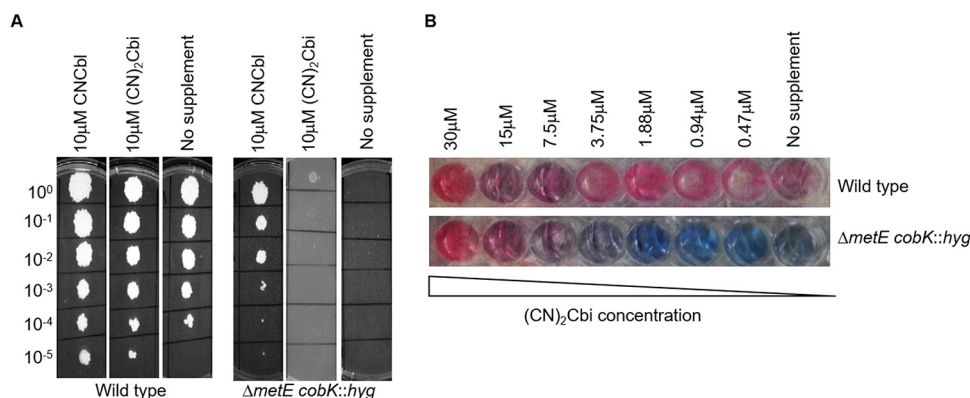 A
10µM CNCbl
10µM (CN)₂Cbi
No supplement
10µM CNCbl
10µM (CN)₂Cbi
No supplement
10⁰
10⁻¹
10⁻²
10⁻³
10⁻⁴
10⁻⁵
Wild type
ΔmetE cobK::hyg
B
30µM
15µM
7.5µM
3.75µM
1.88µM
0.94µM
0.47µM
No supplement
Wild type
ΔmetE cobK::hyg
(CN)₂Cbi concentration